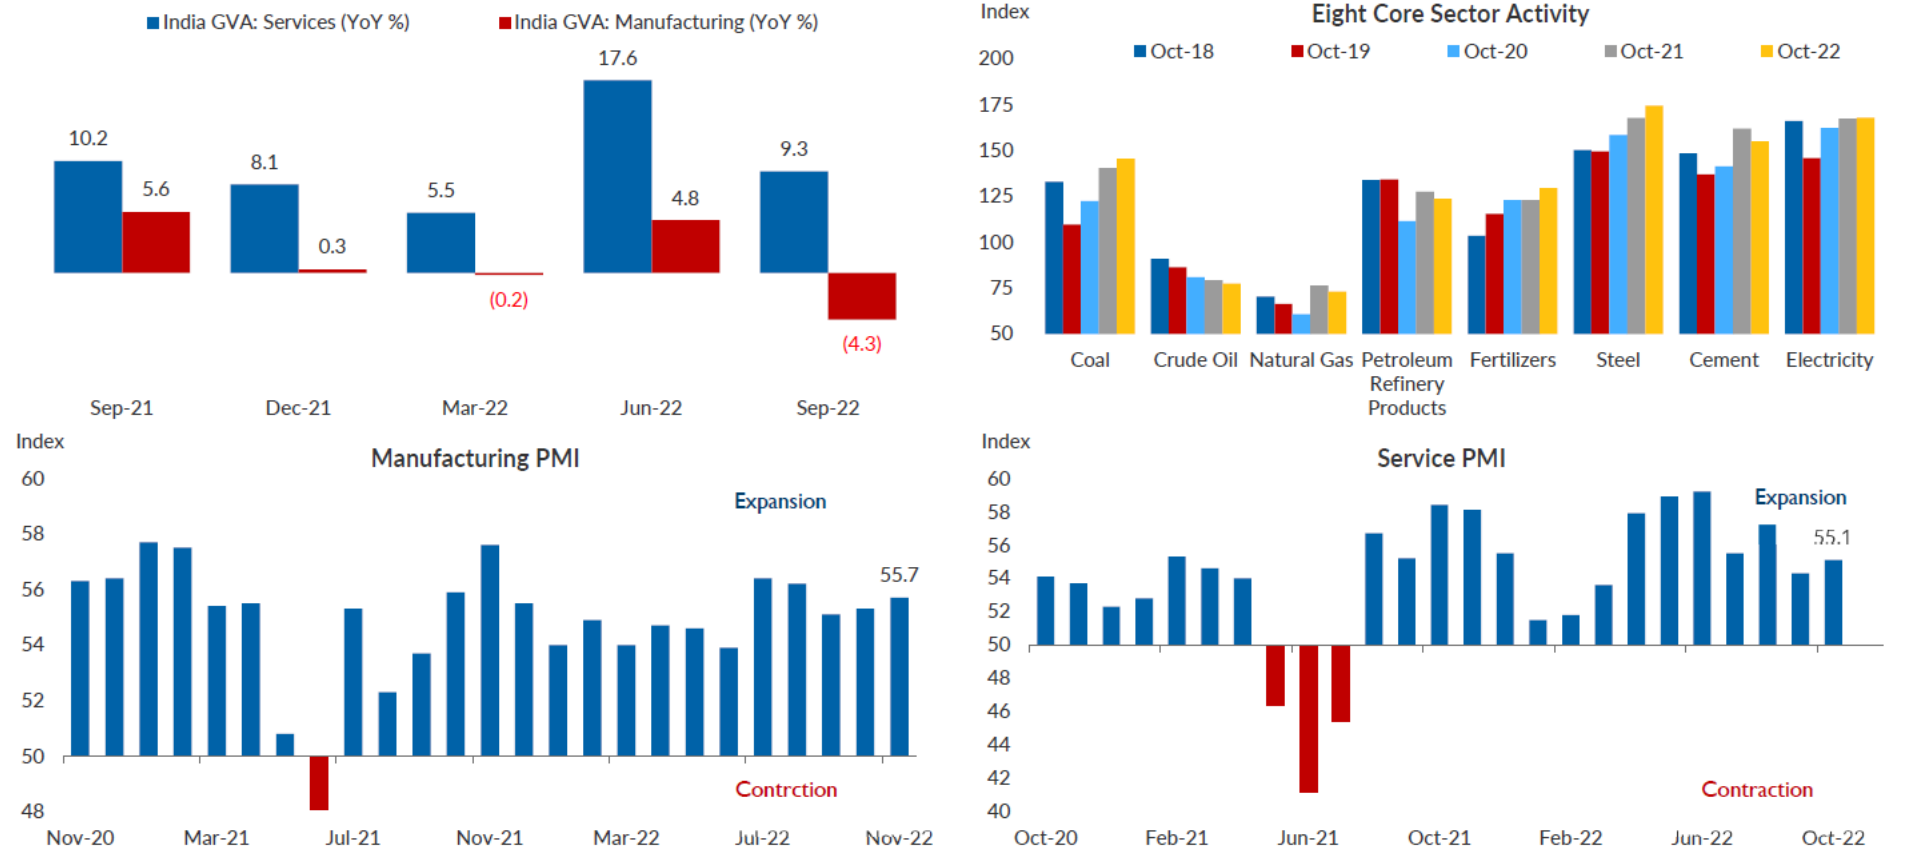 India GVA: Services (YoY %) India GVA: Manufacturing (YoY %)
17.6
10.2
9.3
8.1
5.6
5.5
4.8
0.3
(0.2)
(4.3)
Sep-21 Dec-21 Mar-22 Jun-22 Sep-22
Index
Eight Core Sector Activity
Oct-18 Oct-19 Oct-20 Oct-21 Oct-22
200
175
150
125
100
75
50
Coal Crude Oil Natural Gas Petroleum Refinery Products Fertilizers Steel Cement Electricity
Index
Manufacturing PMI
60
Expansion
58
55.7
56
54
52
50
Contrction
48
Nov-20 Mar-21 Jul-21 Nov-21 Mar-22 Jul-22 Nov-22
Index
Service PMI
60
Expansion
58
55.1
56
54
52
50
48
46
44
42
Contraction
40
Oct-20 Feb-21 Jun-21 Oct-21 Feb-22 Jun-22 Oct-22